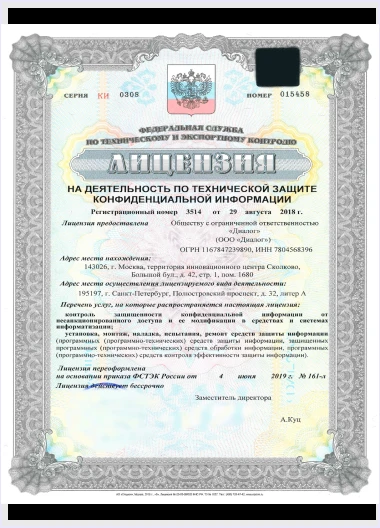 СЕРИЯ КИ 0308 НОМЕР 015458
ФЕДЕРАЛЬНАЯ СЛУЖБА
ПО ТЕХНИЧЕСКОМУ И ЭКСПОРТНОМУ КОНТРОЛЮ
ЛИЦЕНЗИЯ
НА ДЕЯТЕЛЬНОСТЬ ПО ТЕХНИЧЕСКОЙ ЗАЩИТЕ
КОНФИДЕНЦИАЛЬНОЙ ИНФОРМАЦИИ
Регистрационный номер 3514 от 29 августа 2018 г.
Лицензия предоставлена Обществу с ограниченной ответственностью
«Диалог»
(ООО «Диалог»)
ОГРН 1167847239890, ИНН 7804568396
Адрес места нахождения:
143026, г. Москва, территория инновационного центра Сколково,
Большой бул., д. 42, стр. 1, пом. 1680
Адрес места осуществления лицензируемого вида деятельности:
195197, г. Санкт-Петербург, Полюстровский проспект, д. 32, литер А
Перечень услуг, на которые распространяется настоящая лицензия:
контроль защищенности конфиденциальной информации от
несанкционированного доступа и ее модификации в средствах и системах
информатизации;
установка, монтаж, наладка, испытания, ремонт средств защиты информации
(программных (программно-технических) средств защиты информации, защищенных
программных (программно-технических) средств обработки информации, программных
(программно-технических) средств контроля эффективности защиты информации).
Лицензия переоформлена
на основании приказа ФСТЭК России от 4 июня 2019 г. № 161-л
Лицензия действует бессрочно
Заместитель директора
А.Куц